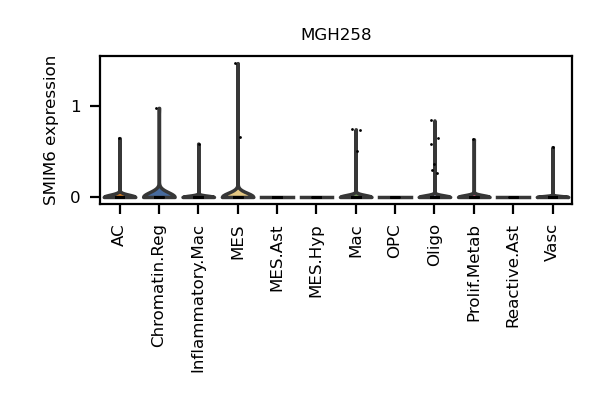 MGH258
SMIM6 expression
1
0
AC
Chromatin.Reg
Inflammatory.Mac
MES
MES.Ast
MES.Hyp
Mac
OPC
Oligo
Prolif.Metab
Reactive.Ast
Vasc